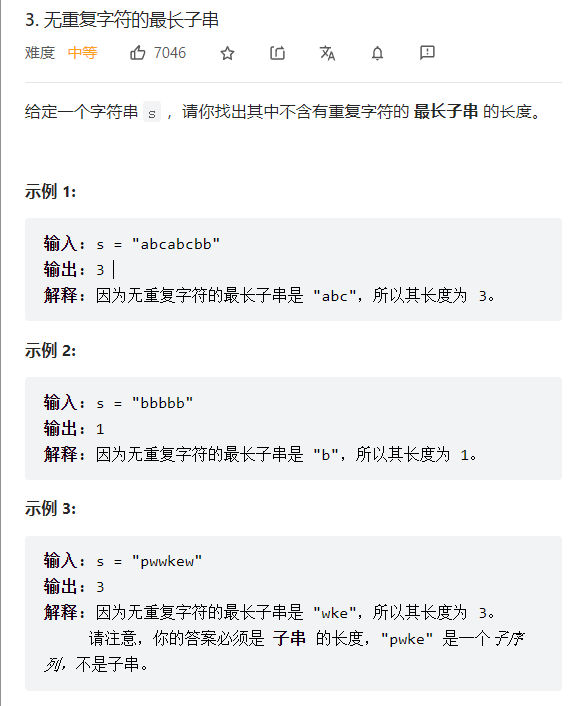 3. 无重复字符的最长子串
难度 中等 7046
给定一个字符串 s ，请你找出其中不含有重复字符的 最长子串 的长度。
示例 1:
输入: s = "abcabcbb"
输出: 3
解释: 因为无重复字符的最长子串是 "abc"，所以其长度为 3。
示例 2:
输入: s = "bbbbb"
输出: 1
解释: 因为无重复字符的最长子串是 "b"，所以其长度为 1。
示例 3:
输入: s = "pwwkew"
输出: 3
解释: 因为无重复字符的最长子串是 "wke"，所以其长度为 3。
请注意，你的答案必须是 子串 的长度，"pwke" 是一个子序
列，不是子串。